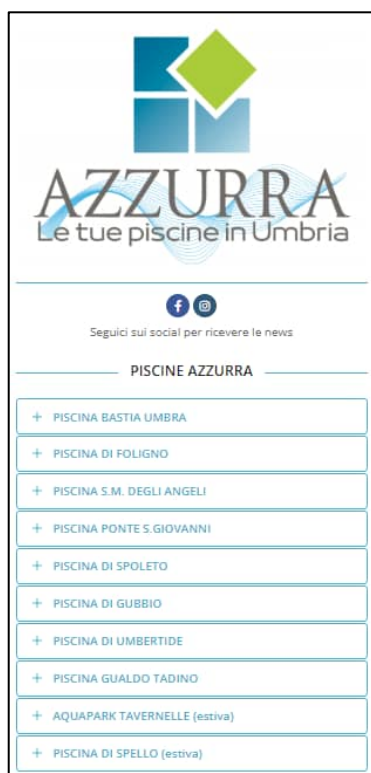 AZZURRA
Le tue piscine in Umbria
Seguici sui social per ricevere le news
PISCINE AZZURRA
+ PISCINA BASTIA UMBRA
+ PISCINA DI FOLIGNO
+ PISCINA S.M. DEGLI ANGELI
+ PISCINA PONTE S.GIOVANNI
+ PISCINA DI SPOLETO
+ PISCINA DI GUBBIO
+ PISCINA DI UMBERTIDE
+ PISCINA GUALDO TADINO
+ AQUAPARK TAVERNELLE (estiva)
+ PISCINA DI SPELLO (estiva)